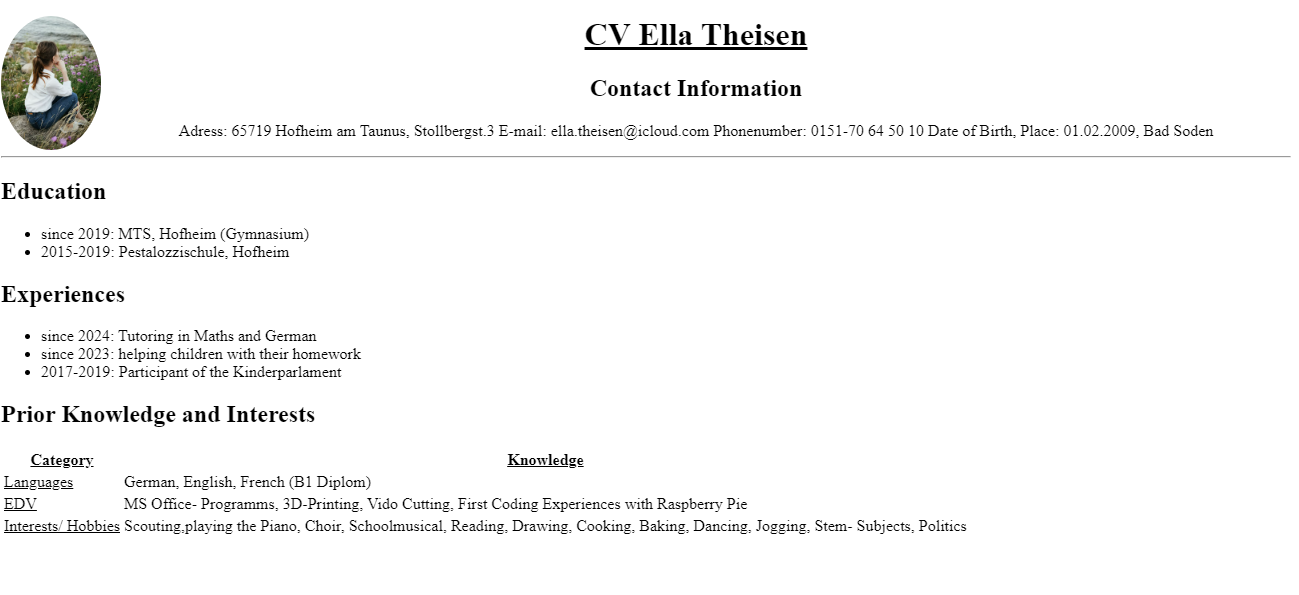 CV Ella Theisen
Contact Information
Adress: 65719 Hofheim am Taunus, Stollbergst.3 E-mail: ella.theisen@icloud.com Phonenumber: 0151-70 64 50 10 Date of Birth, Place: 01.02.2009, Bad Soden
Education
• since 2019: MTS, Hofheim (Gymnasium)
• 2015-2019: Pestalozzischule, Hofheim
Experiences
• since 2024: Tutoring in Maths and German
• since 2023: helping children with their homework
• 2017-2019: Participant of the Kinderparlament
Prior Knowledge and Interests
Category Knowledge
Languages German, English, French (B1 Diplom)
EDV MS Office- Programms, 3D-Printing, Vido Cutting, First Coding Experiences with Raspberry Pie
Interests/ Hobbies Scouting,playing the Piano, Choir, Schoolmusical, Reading, Drawing, Cooking, Baking, Dancing, Jogging, Stem- Subjects, Politics